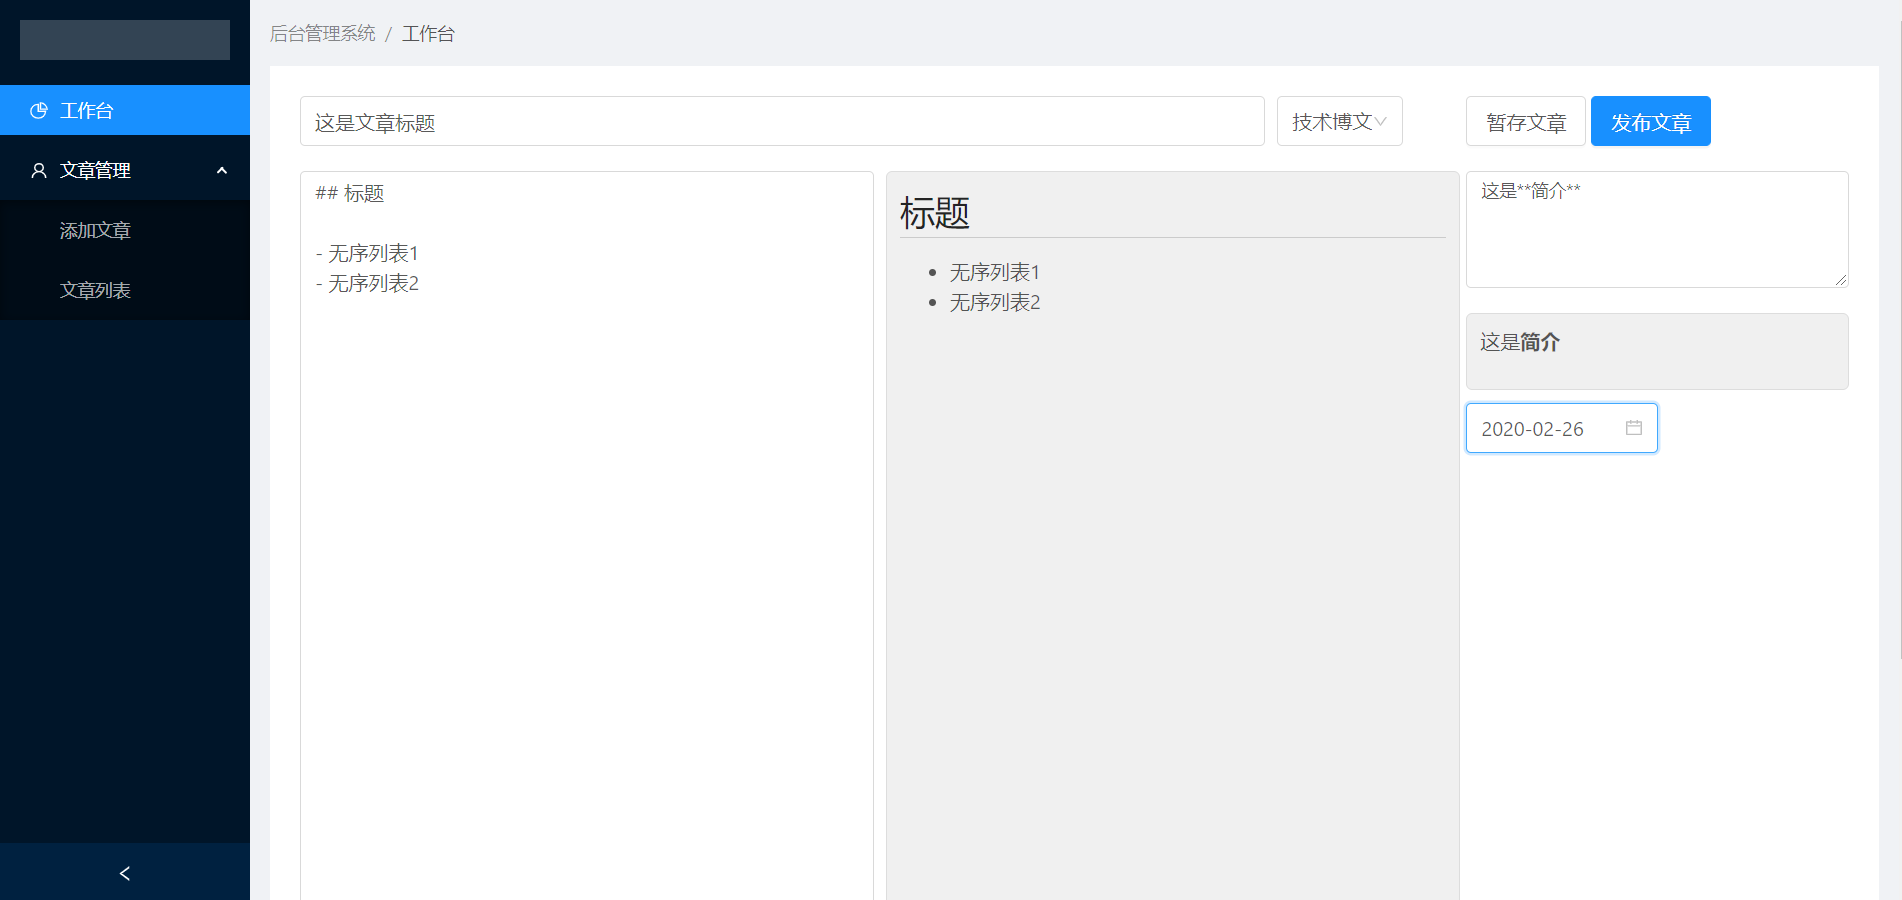 后台管理系统 / 工作台
工作台
文章管理
添加文章
文章列表
这是文章标题
技术博文
暂存文章
发布文章
## 标题
- 无序列表1
- 无序列表2
标题
• 无序列表1
• 无序列表2
这是**简介**
这是简介
2020-02-26